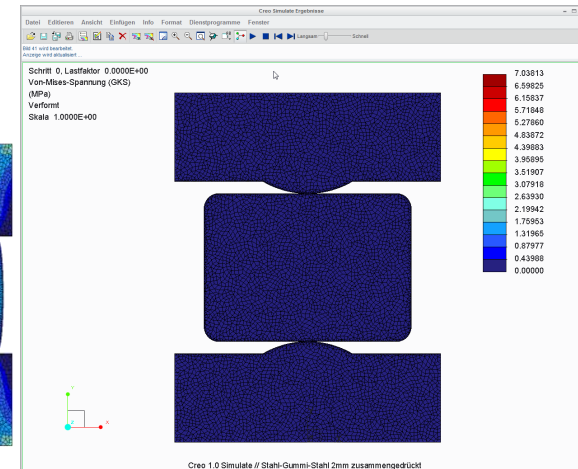 Creo Simulate Ergebnisse
Datei Editieren Ansicht Einfügen Info Format Dienstprogramme Fenster
Langsam Schnell
Bild 41 wird bearbeitet.
Anzeige wird aktualisiert ...
Schritt 0, Lastfaktor 0.0000E+00
Von-Mises-Spannung (GKS)
(MPa)
Verformt
Skala 1.0000E+00
7.03813
6.59825
6.15837
5.71848
5.27860
4.83872
4.39883
3.95895
3.51907
3.07918
2.63930
2.19942
1.75953
1.31965
0.87977
0.43988
0.00000
Y
Z
X
Creo 1.0 Simulate // Stahl-Gummi-Stahl 2mm zusammengedrückt